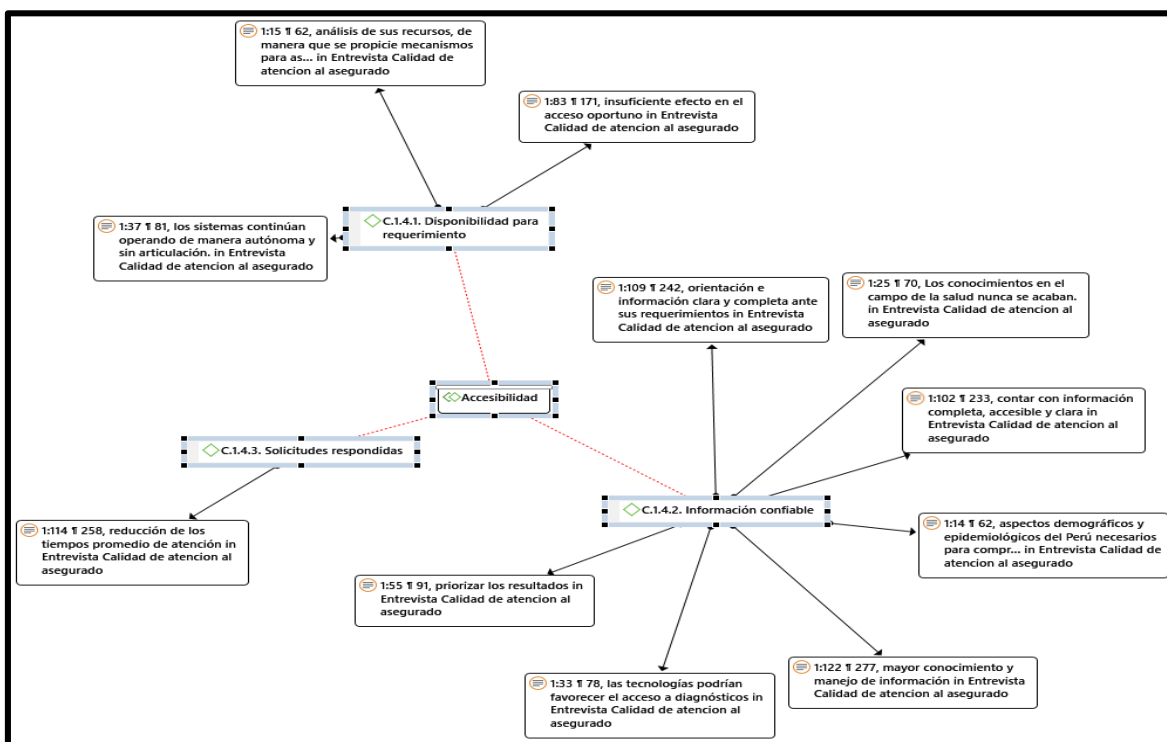 1:15 ¶ 62, análisis de sus recursos, de
manera que se propicie mecanismos
para as... in Entrevista Calidad de
atencion al asegurado
1:83 ¶ 171, insuficiente efecto en el
acceso oportuno in Entrevista
Calidad de atencion al asegurado
C.1.4.1. Disponibilidad para
requerimiento
1:37 ¶ 81, los sistemas continúan
operando de manera autónoma y
sin articulación. in Entrevista
Calidad de atencion al asegurado
1:109 ¶ 242, orientación e
información clara y completa ante
sus requerimientos in Entrevista
Calidad de atencion al asegurado
1:25 ¶ 70, Los conocimientos en el
campo de la salud nunca se acaban.
in Entrevista Calidad de atencion al
asegurado
Accesibilidad
1:102 ¶ 233, contar con información
completa, accesible y clara in
Entrevista Calidad de atencion al
asegurado
C.1.4.3. Solicitudes respondidas
C.1.4.2. Información confiable
1:114 ¶ 258, reducción de los
tiempos promedio de atención in
Entrevista Calidad de atencion al
asegurado
1:14 ¶ 62, aspectos demográficos y
epidemiológicos del Perú necesarios
para compr... in Entrevista Calidad de
atencion al asegurado
1:55 ¶ 91, priorizar los resultados in
Entrevista Calidad de atencion al
asegurado
1:33 ¶ 78, las tecnologías podrían
favorecer el acceso a diagnósticos in
Entrevista Calidad de atencion al
asegurado
1:122 ¶ 277, mayor conocimiento y
manejo de información in Entrevista
Calidad de atencion al asegurado